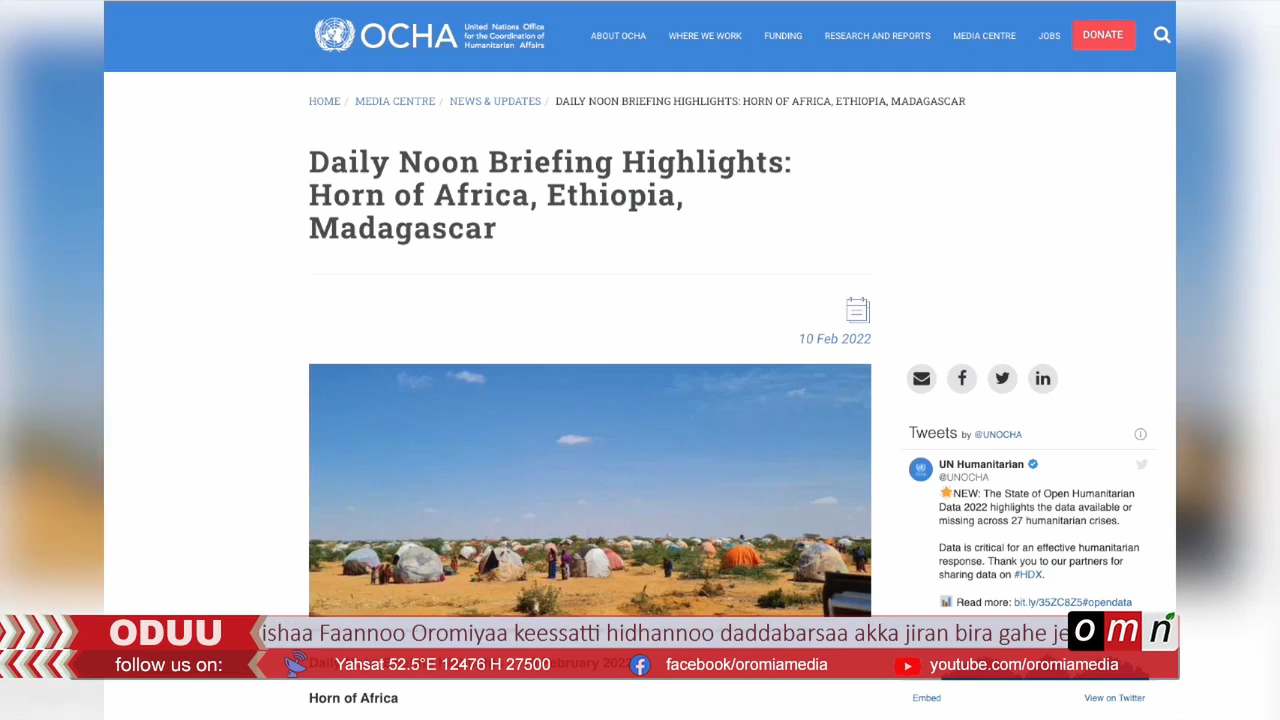 OCHA
United Nations Office
for the Coordination of
Humanitarian Affairs
ABOUT OCHA WHERE WE WORK FUNDING RESEARCH AND REPORTS MEDIA CENTRE JOBS DONATE
HOME / MEDIA CENTRE / NEWS & UPDATES / DAILY NOON BRIEFING HIGHLIGHTS: HORN OF AFRICA, ETHIOPIA, MADAGASCAR
Daily Noon Briefing Highlights:
Horn of Africa, Ethiopia,
Madagascar
10 Feb 2022
Tweets by @UNOCHA
UN Humanitarian
@UNOCHA
NEW: The State of Open Humanitarian
Data 2022 highlights the data available or
missing across 27 humanitarian crises.
Data is critical for an effective humanitarian
response. Thank you to our partners for
sharing data on #HDX.
Read more: bit.ly/35ZC8Z5#opendata
ODUU
ishaa Faannoo Oromiyaa keessatti hidhannoo daddabarsaa akka jiran bira gahe je
omn
follow us on: Yahsat 52.5°E 12476 H 27500 facebook/oromiamedia youtube.com/oromiamedia
Horn of Africa
Embed View on Twitter